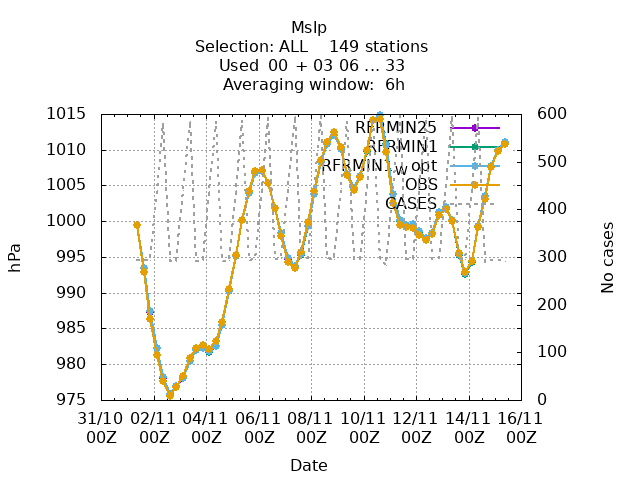 Mslp
Selection: ALL 149 stations
Used 00 + 03 06 ... 33
Averaging window: 6h
1015
1010
1005
1000
995
990
985
980
975
600
500
400
300
200
100
0
hPa
No cases
RFRMIN25
RFRMIN1
RFRMIN1_w_opt
OBS
CASES
31/10 02/11 04/11 06/11 08/11 10/11 12/11 14/11 16/11
00Z 00Z 00Z 00Z 00Z 00Z 00Z 00Z 00Z
Date